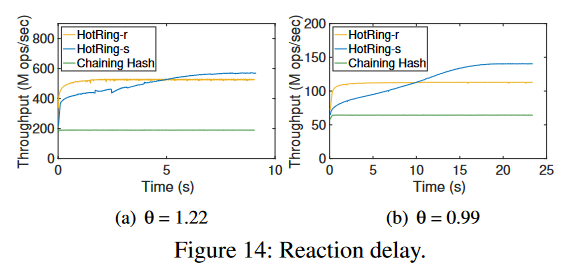 HotRing-r
HotRing-s
Chaining Hash
Throughput (M ops/sec)
800
600
400
200
0
0
5
10
Time (s)
(a) θ = 1.22
HotRing-r
HotRing-s
Chaining Hash
Throughput (M ops/sec)
200
150
100
50
0
0
5
10
15
20
25
Time (s)
(b) θ = 0.99
Figure 14: Reaction delay.